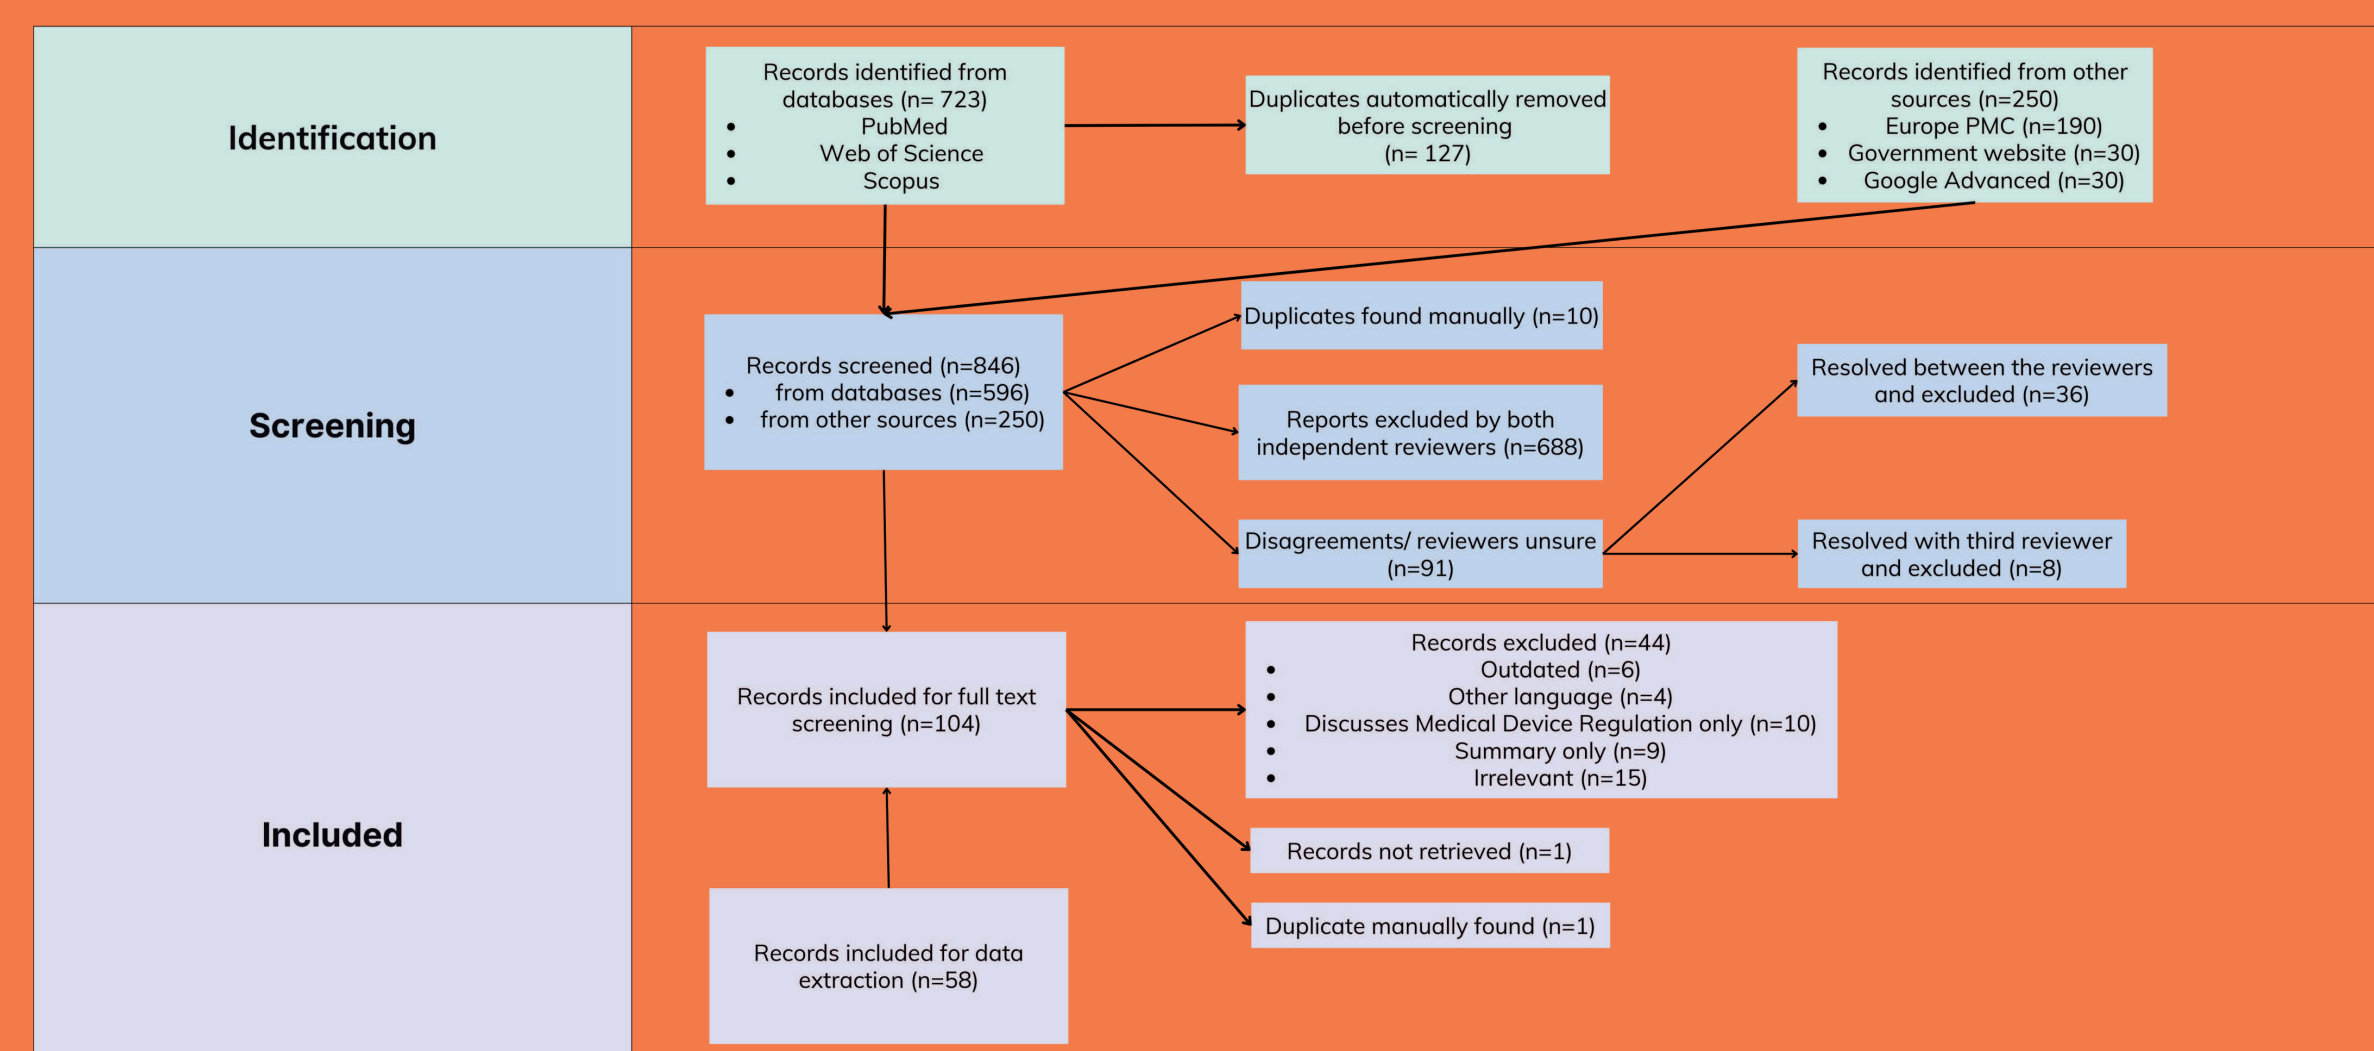 Identification
Records identified from
databases (n= 723)
• PubMed
• Web of Science
• Scopus
Duplicates automatically removed
before screening
(n= 127)
Records identified from other
sources (n=250)
• Europe PMC (n=190)
• Government website (n=30)
• Google Advanced (n=30)
Screening
Records screened (n=846)
• from databases (n=596)
• from other sources (n=250)
Duplicates found manually (n=10)
Reports excluded by both
independent reviewers (n=688)
Disagreements/ reviewers unsure
(n=91)
Resolved between the reviewers
and excluded (n=36)
Resolved with third reviewer
and excluded (n=8)
Included
Records included for full text
screening (n=104)
Records excluded (n=44)
• Outdated (n=6)
• Other language (n=4)
• Discusses Medical Device Regulation only (n=10)
• Summary only (n=9)
• Irrelevant (n=15)
Records not retrieved (n=1)
Duplicate manually found (n=1)
Records included for data
extraction (n=58)